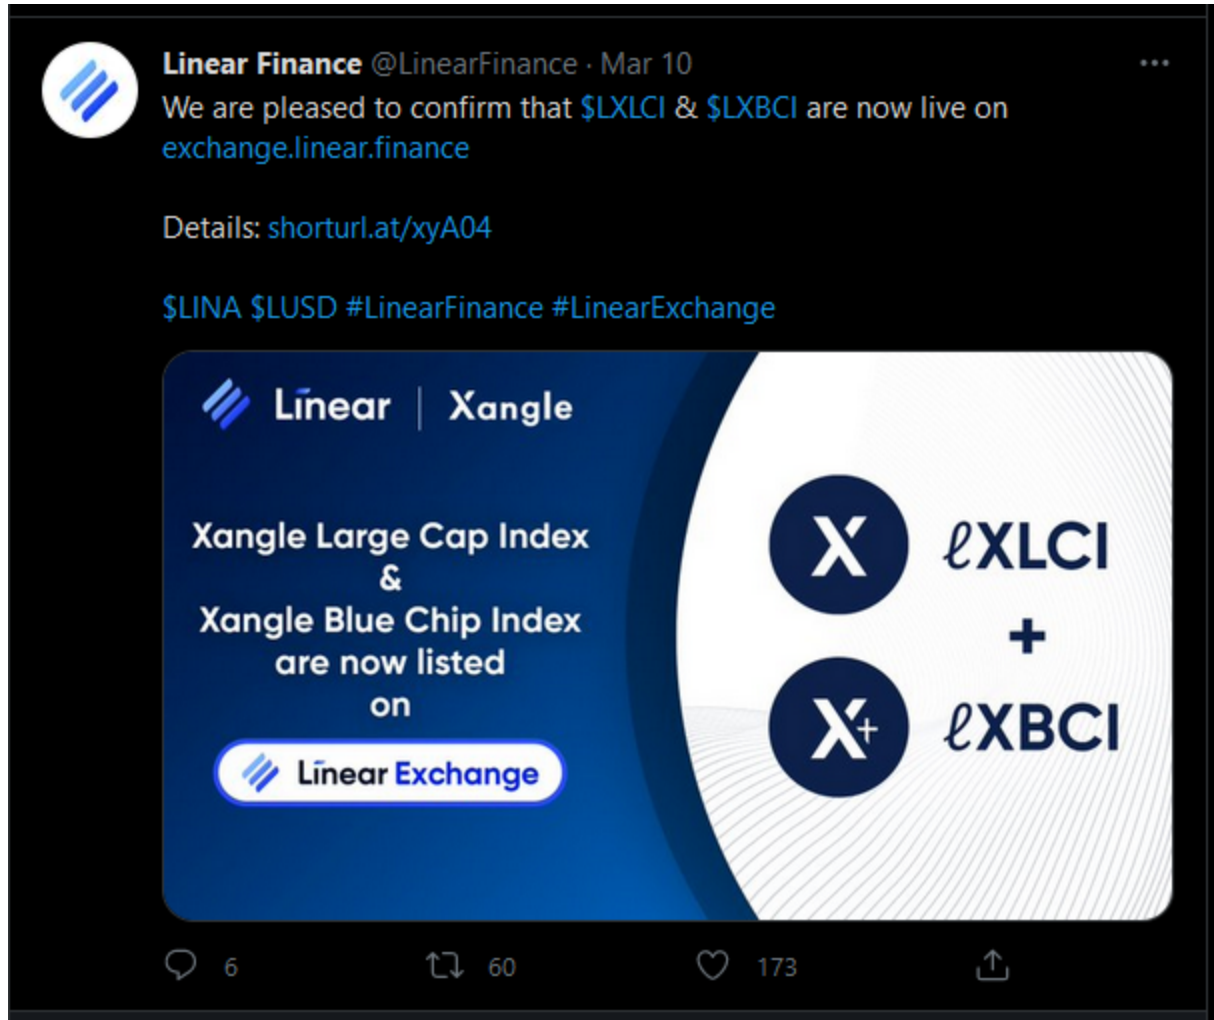 Linear Finance @LinearFinance · Mar 10
We are pleased to confirm that $LXLCI & $LXBCI are now live on
exchange.linear.finance
Details: shorturl.at/xyA04
$LINA $LUSD #LinearFinance #LinearExchange
Linear | Xangle
Xangle Large Cap Index
&
Xangle Blue Chip Index
are now listed
on
Linear Exchange
X ℓXLCI
+
X+ ℓXBCI
6 60 173